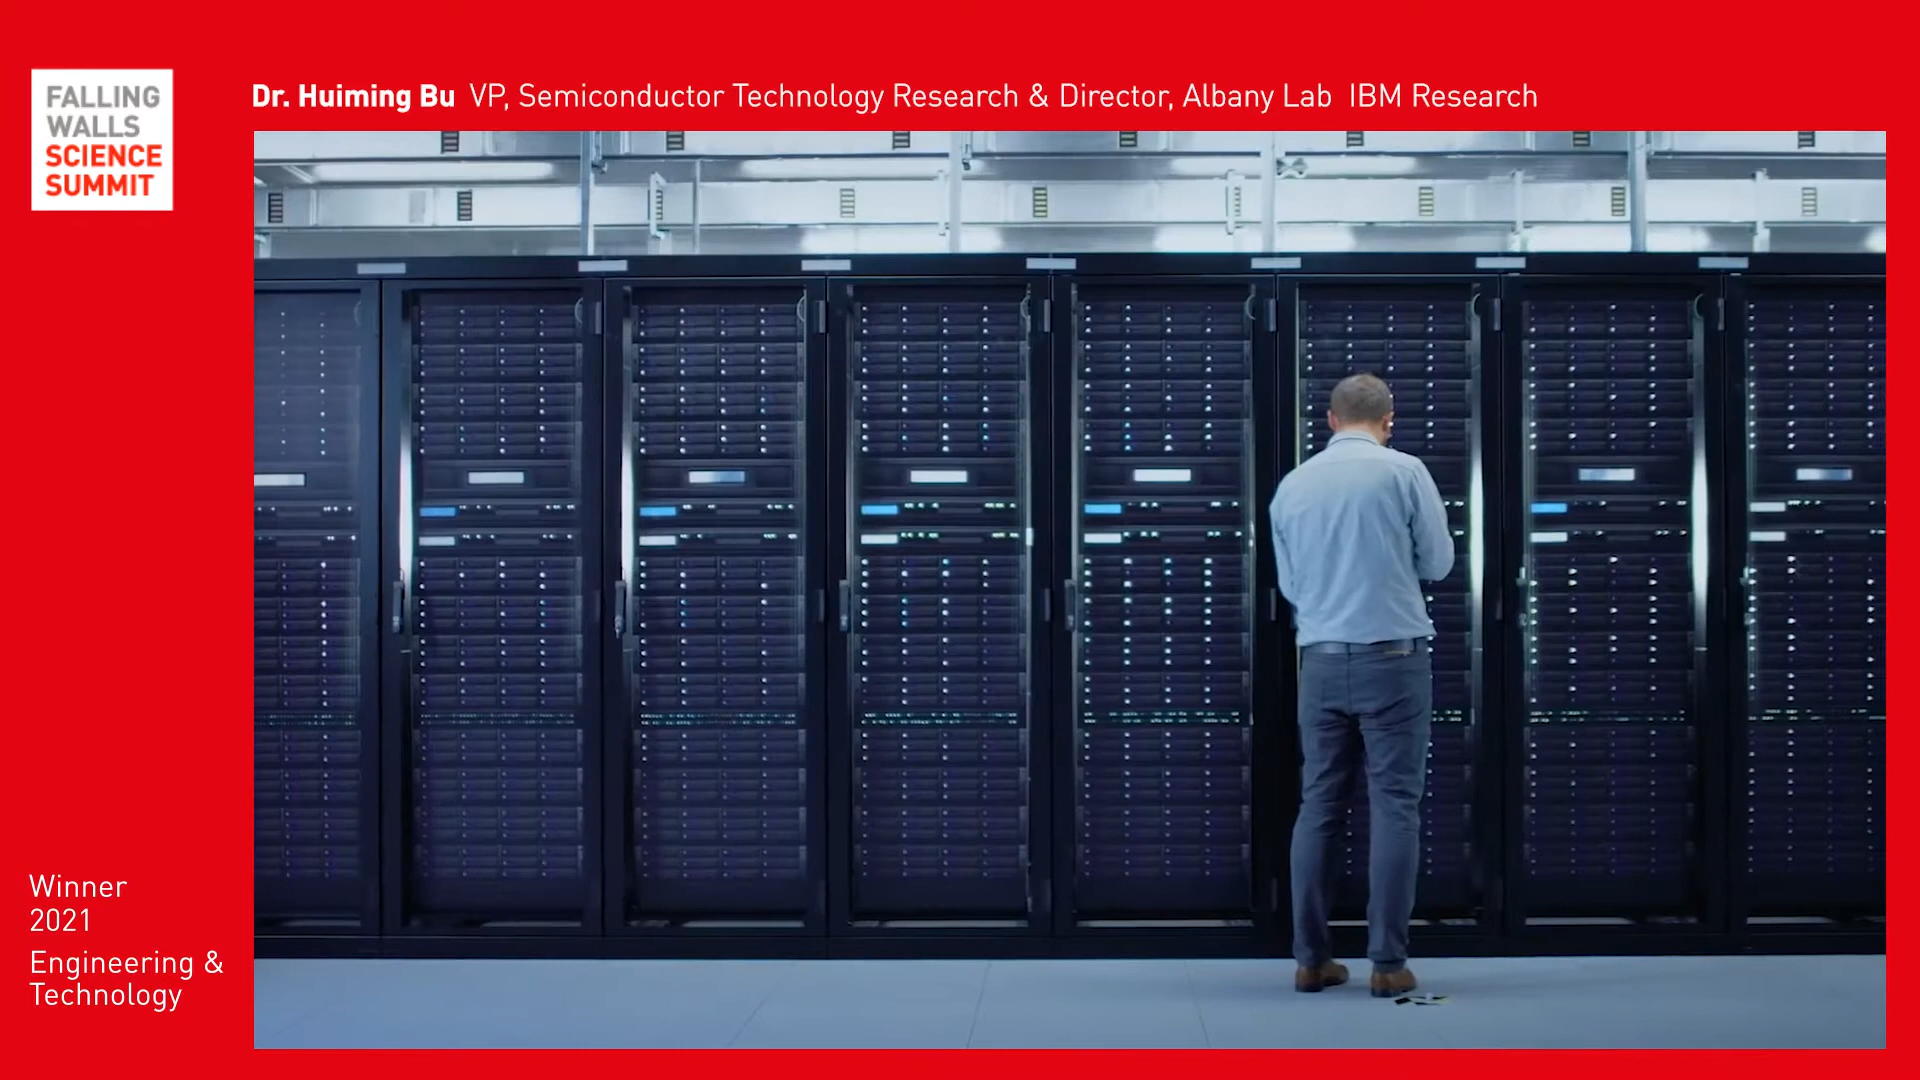 FALLING
WALLS
SCIENCE
SUMMIT
Dr. Huiming Bu VP, Semiconductor Technology Research & Director, Albany Lab IBM Research
Winner
2021
Engineering &
Technology